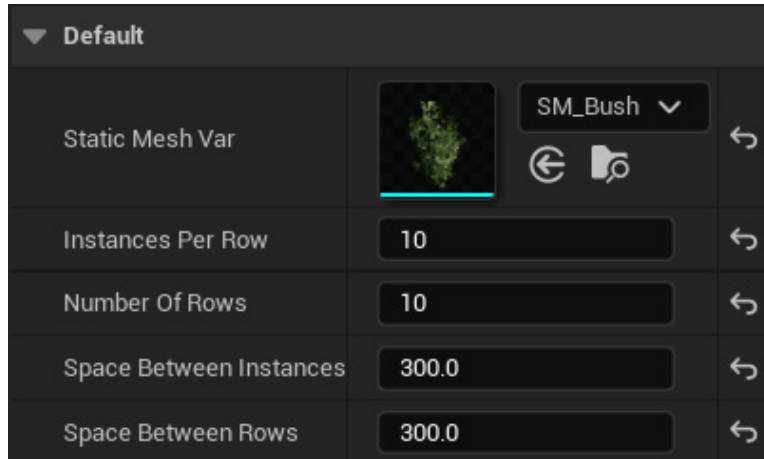 Default
Static Mesh Var
SM_Bush
Instances Per Row
10
Number Of Rows
10
Space Between Instances
300.0
Space Between Rows
300.0